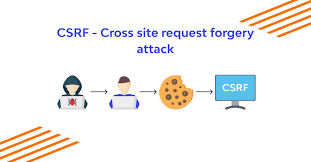 CSRF - Cross site request forgery
attack
CSRF